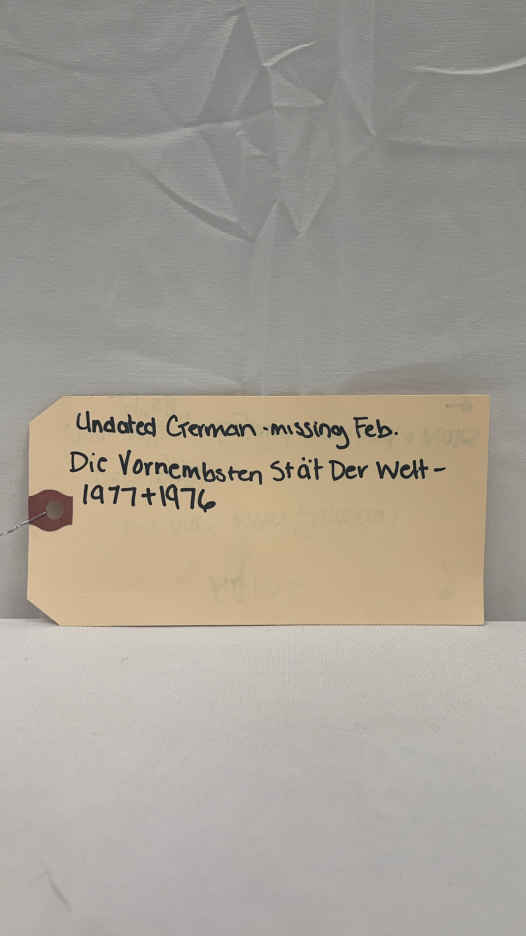 Undated German - missing Feb.
Die Vornembsten Stät Der Welt -
1977 + 1976